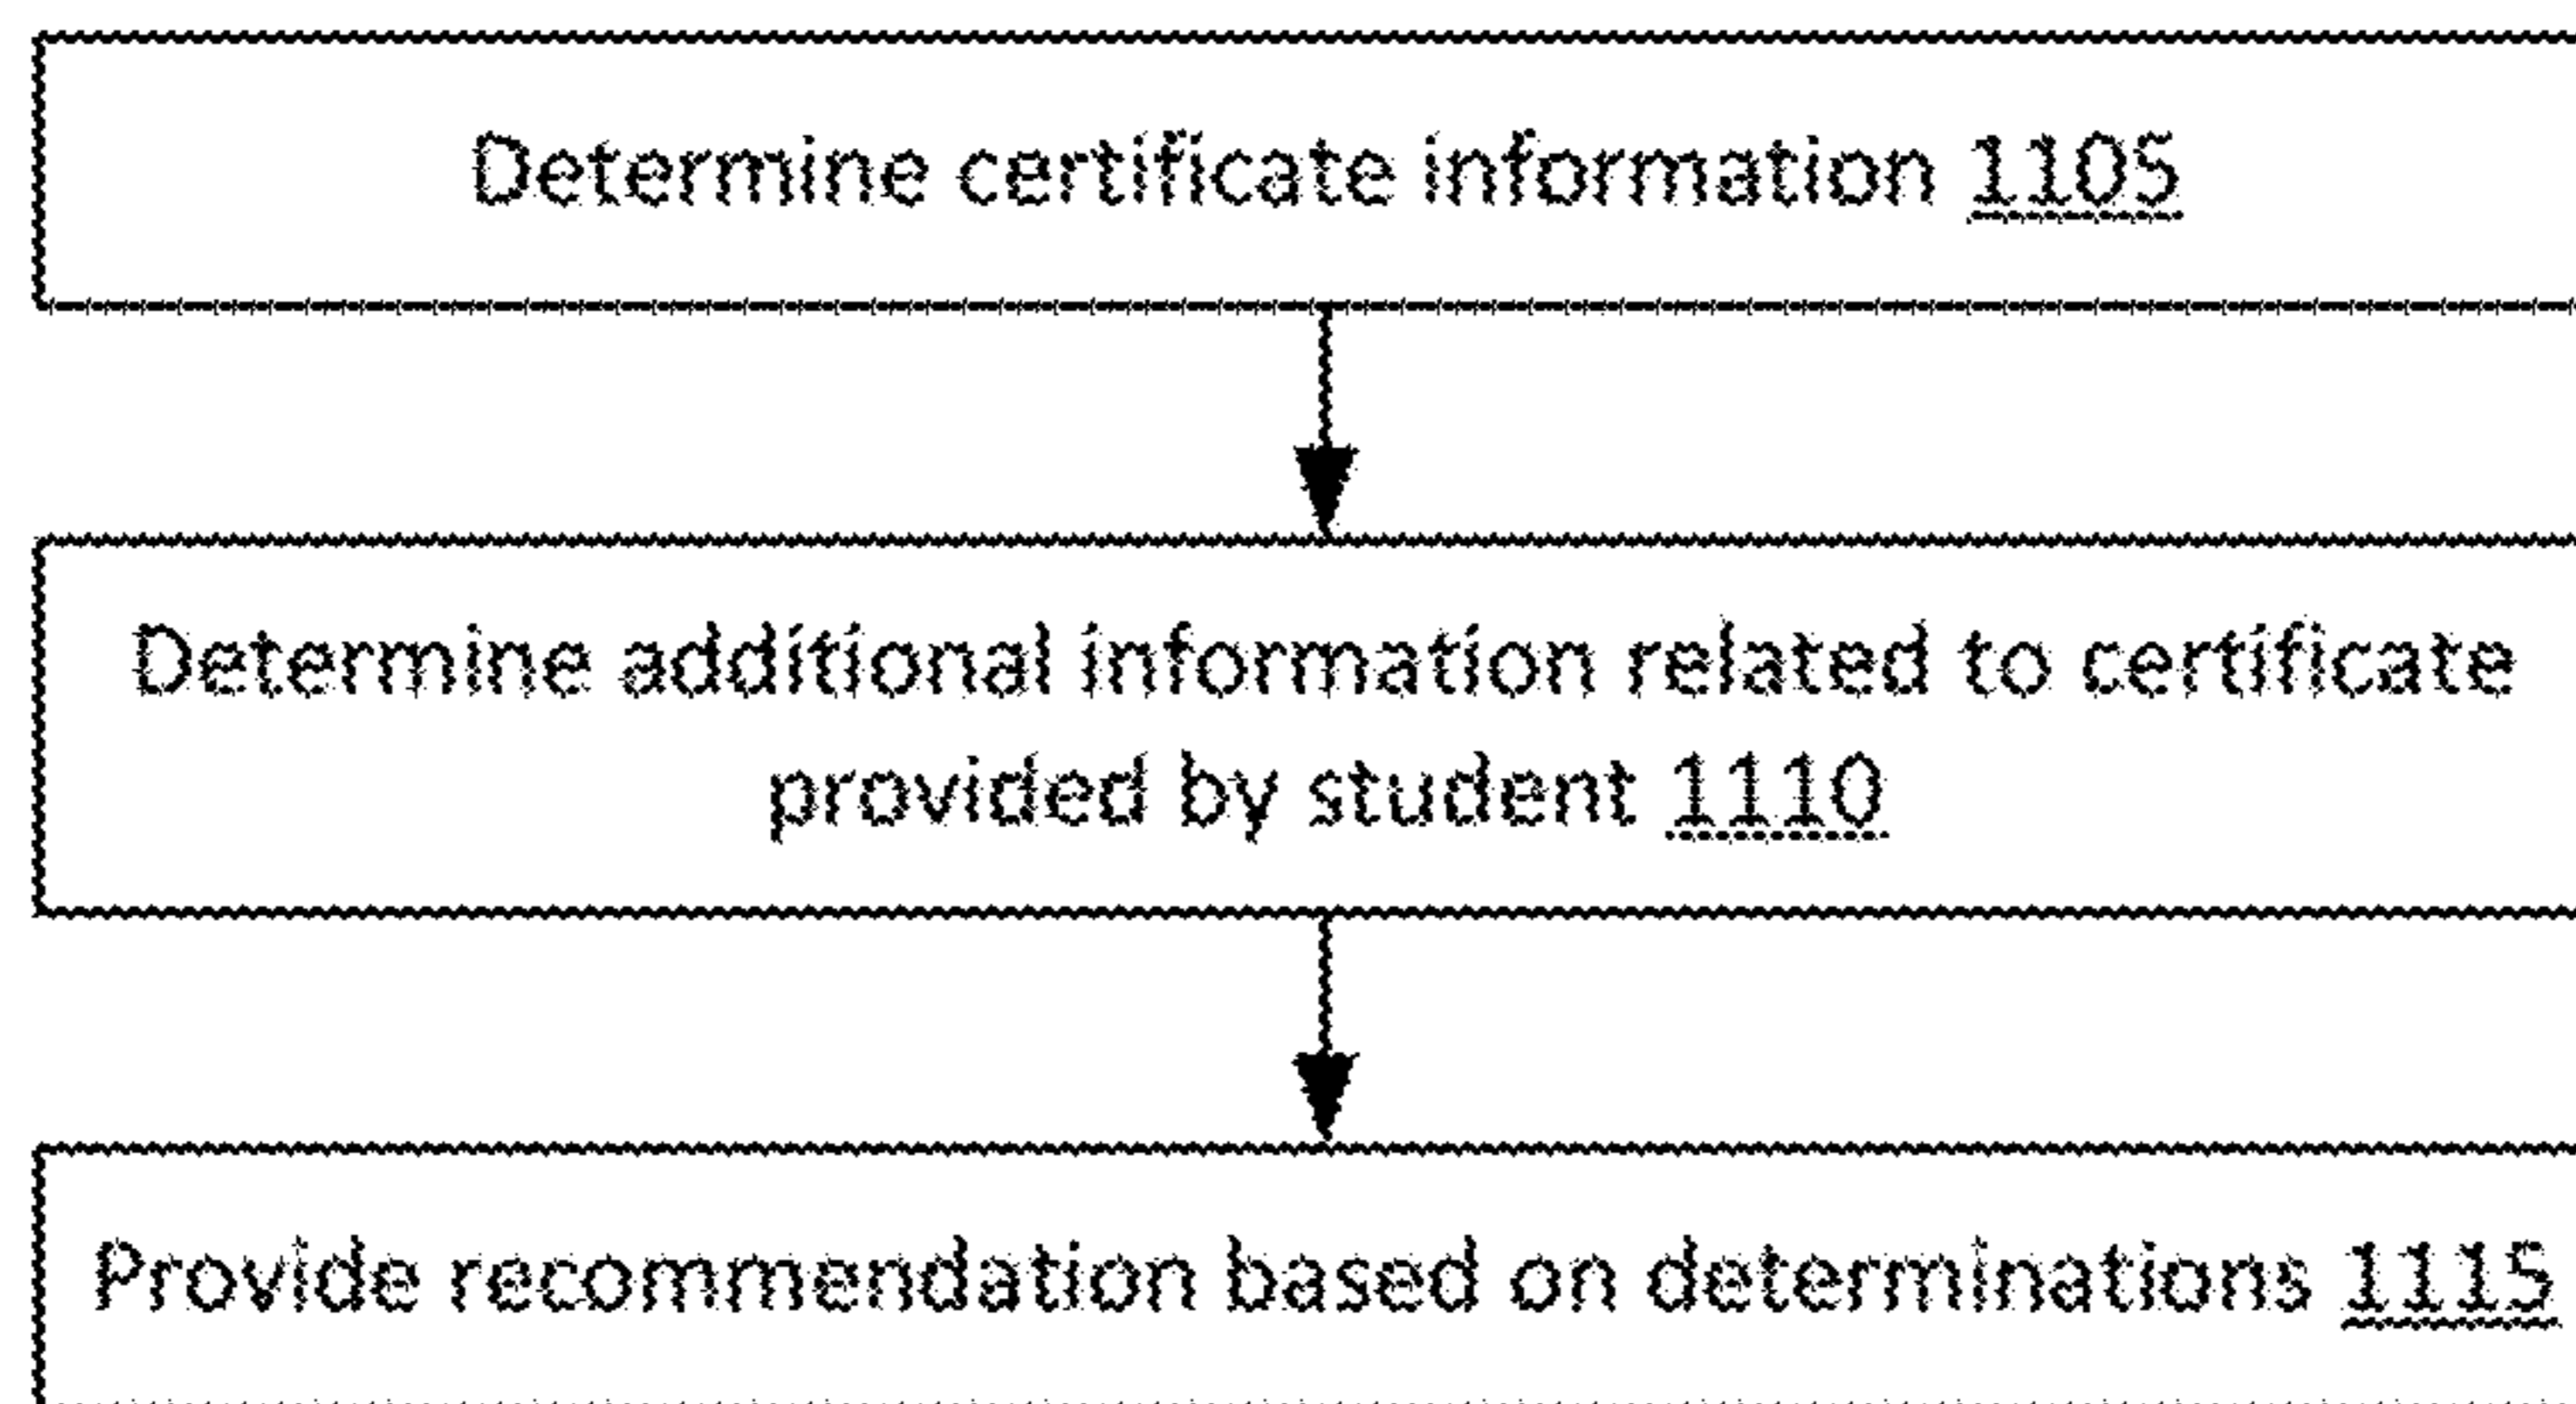 Determine certificate information 1105
Determine additional information related to certificate
provided by student 1110
Provide recommendation based on determinations 1115